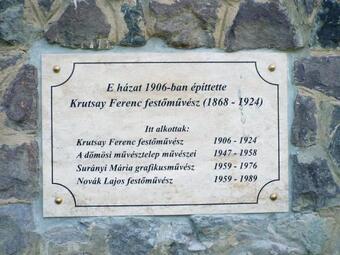 E házat 1906-ban építtette
Krutsay Ferenc festőművész (1868 - 1924)
Itt alkottak:
Krutsay Ferenc festőművész 1906 - 1924
A dömösi művésztelep művészei 1947 - 1958
Surányi Mária grafikusművész 1959 - 1976
Novák Lajos festőművész 1959 - 1989